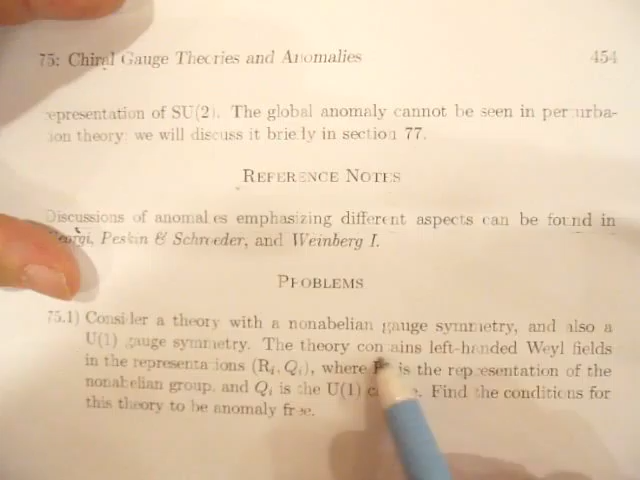 75: Chiral Gauge Theories and Anomalies 454
representation of SU(2). The global anomaly cannot be seen in perturba-
tion theory; we will discuss it briefly in section 77.
REFERENCE NOTES
Discussions of anomalies emphasizing different aspects can be found in
Georgi, Peskin & Schroeder, and Weinberg I.
PROBLEMS
75.1) Consider a theory with a nonabelian gauge symmetry, and also a
U(1) gauge symmetry. The theory contains left-handed Weyl fields
in the representations (Rᵢ, Qᵢ), where Rᵢ is the representation of the
nonabelian group, and Qᵢ is the U(1) charge. Find the conditions for
this theory to be anomaly free.